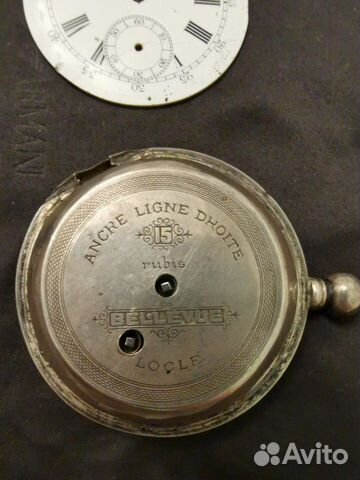 ANCRE LIGNE DROITE
15
rubis
BELLEVUE
LOCLE
Avito